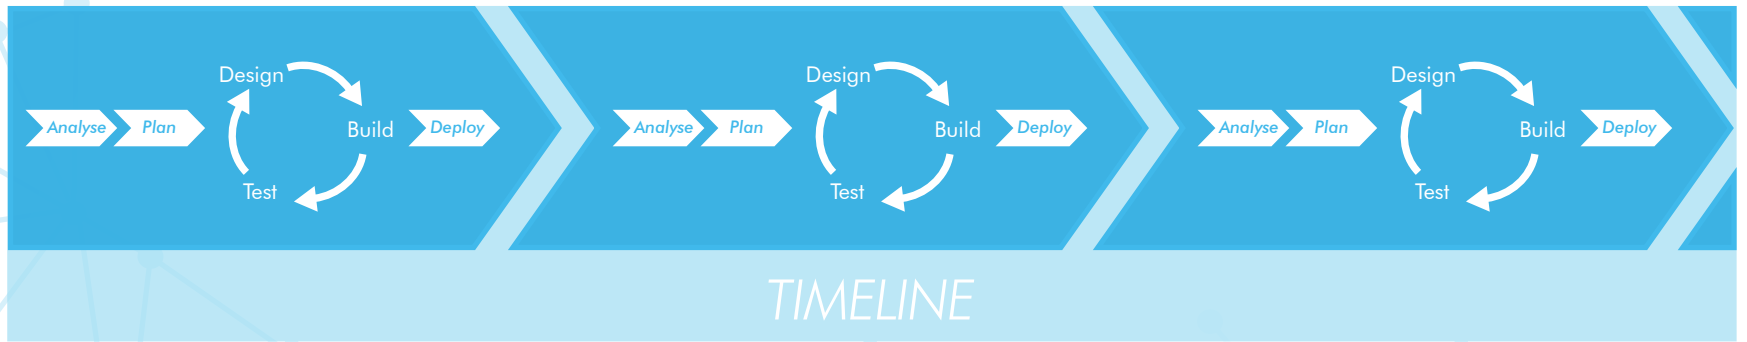 Design
Analyse Plan Build Deploy
Test
Design
Analyse Plan Build Deploy
Test
Design
Analyse Plan Build Deploy
Test
TIMELINE